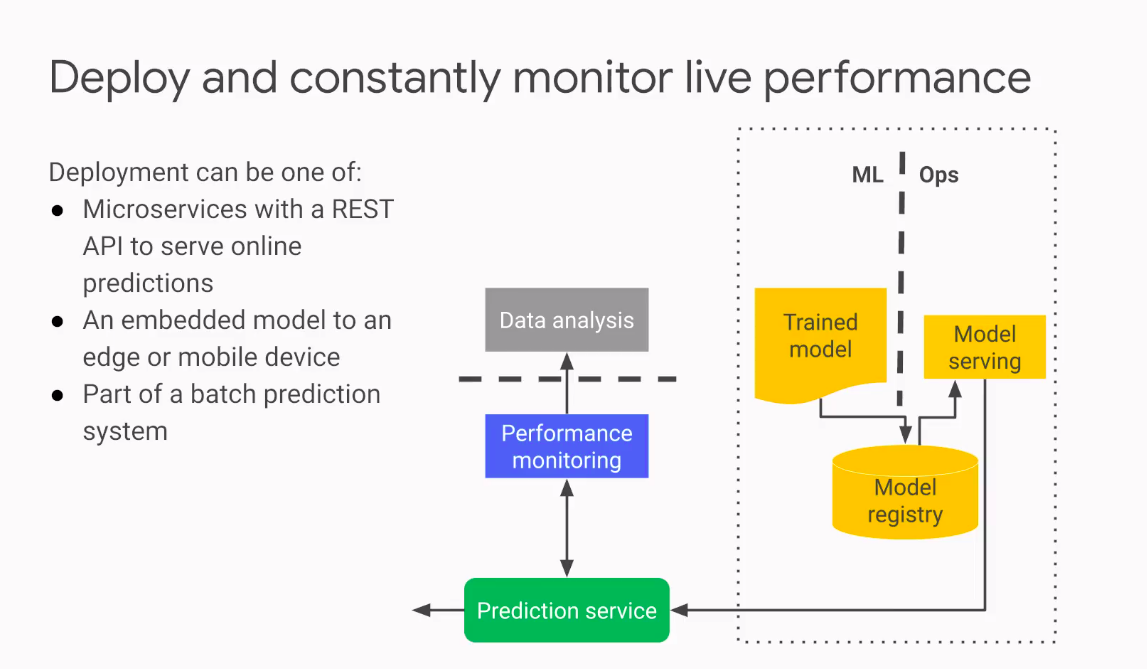 Deploy and constantly monitor live performance
Deployment can be one of:
● Microservices with a REST
API to serve online
predictions
● An embedded model to an
edge or mobile device
● Part of a batch prediction
system
Data analysis
Performance
monitoring
Prediction service
ML
Ops
Trained
model
Model
serving
Model
registry